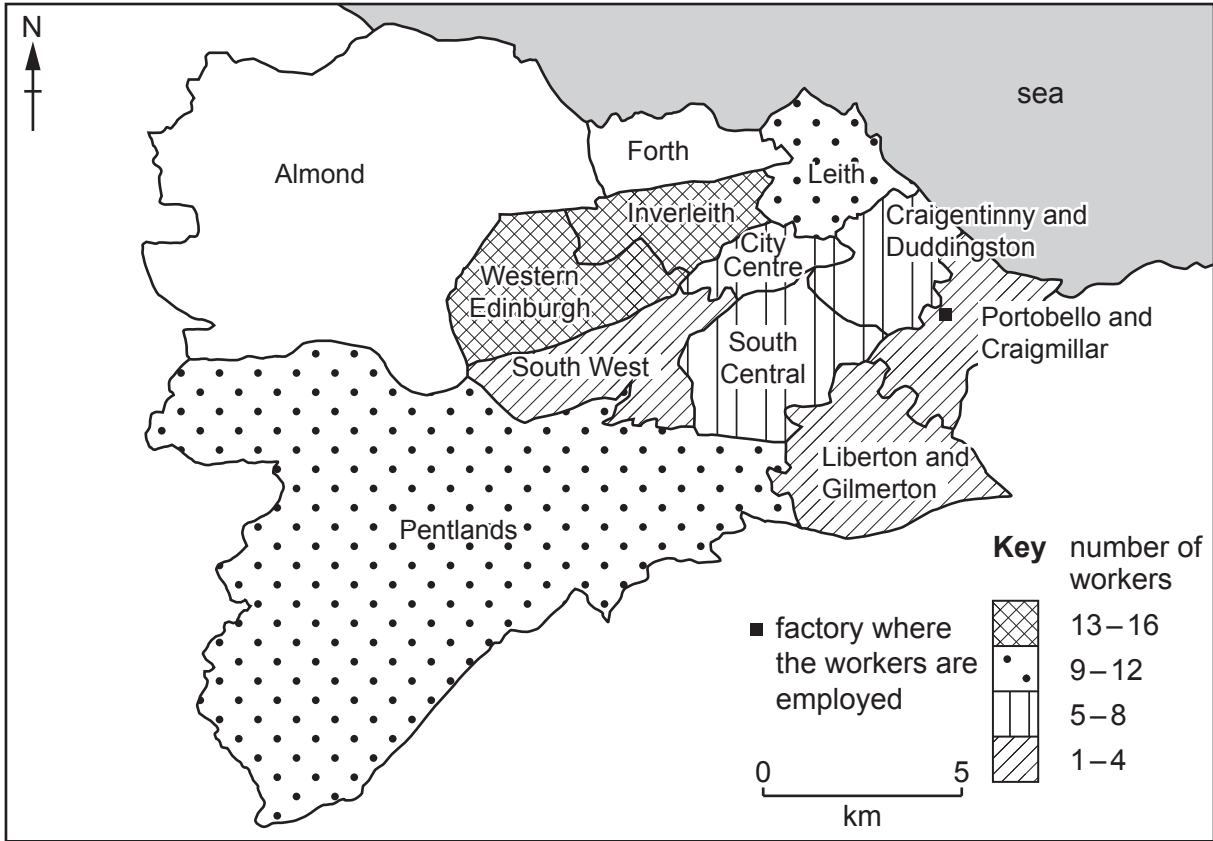 N
sea
Almond
Forth
Leith
Inverleith
Craigentinny and
Duddingston
City
Centre
Western
Edinburgh
Portobello and
Craigmillar
South West
South
Central
Liberton and
Gilmerton
Pentlands
Key number of
workers
13–16
9–12
5–8
1–4
factory where
the workers are
employed
0 5
km